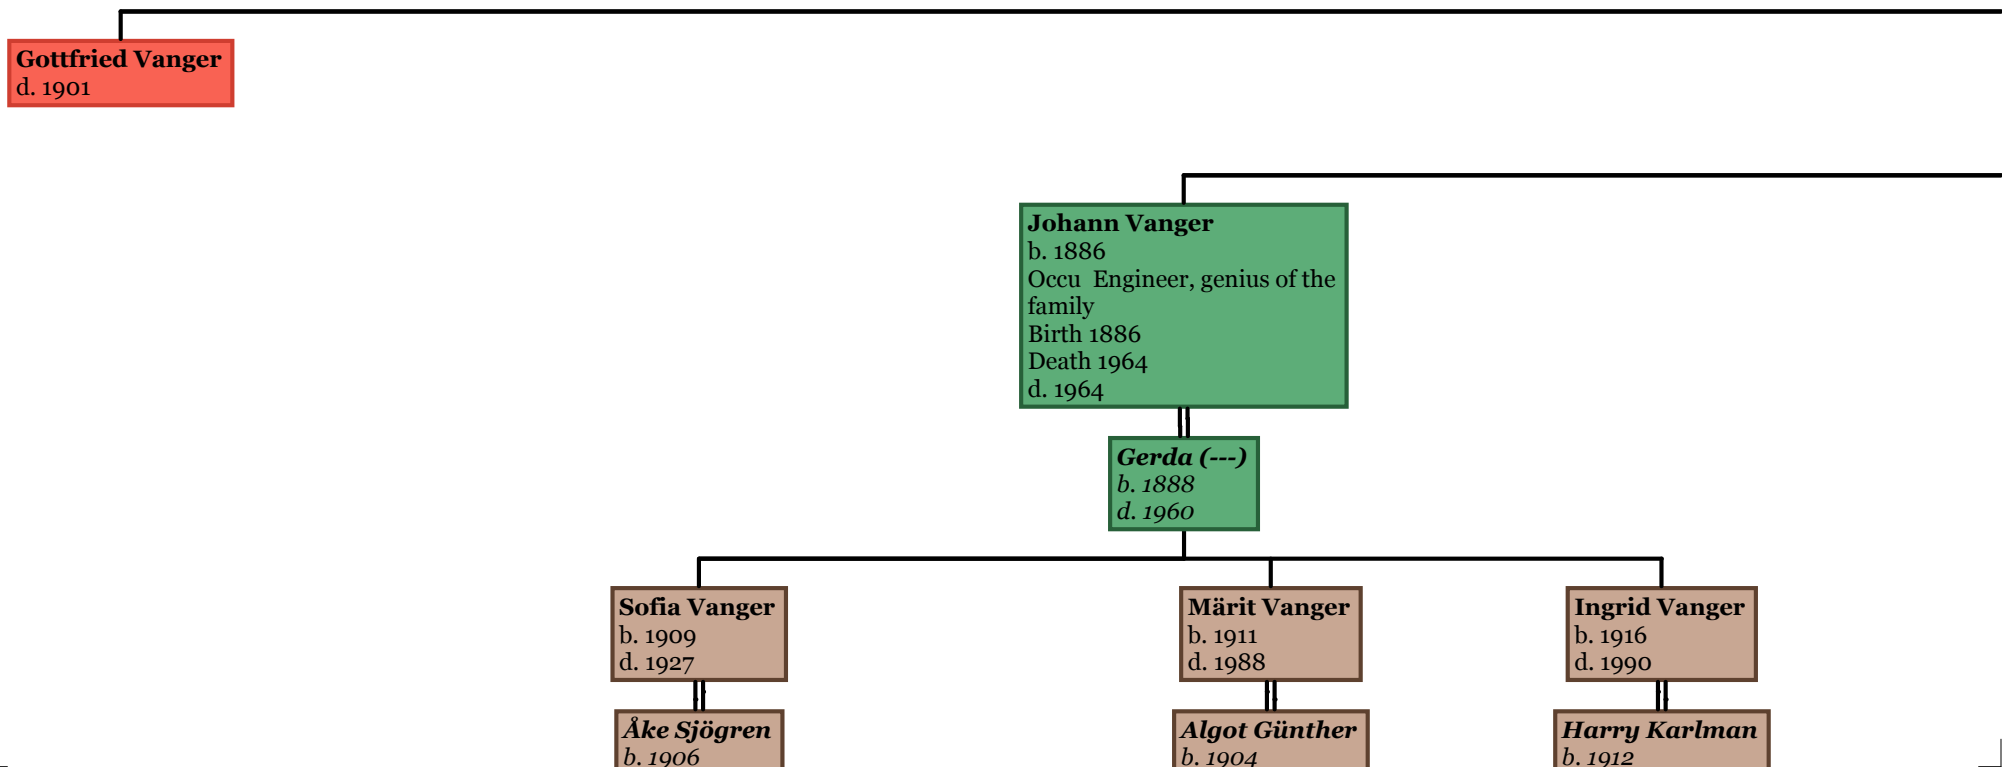 Gottfried Vanger
d. 1901
Johann Vanger
b. 1886
Occu  Engineer, genius of the
family
Birth 1886
Death 1964
d. 1964
Gerda (---)
b. 1888
d. 1960
Sofia Vanger
b. 1909
d. 1927
Märit Vanger
b. 1911
d. 1988
Ingrid Vanger
b. 1916
d. 1990
Åke Sjögren
b. 1906
Algot Günther
b. 1904
Harry Karlman
b. 1912